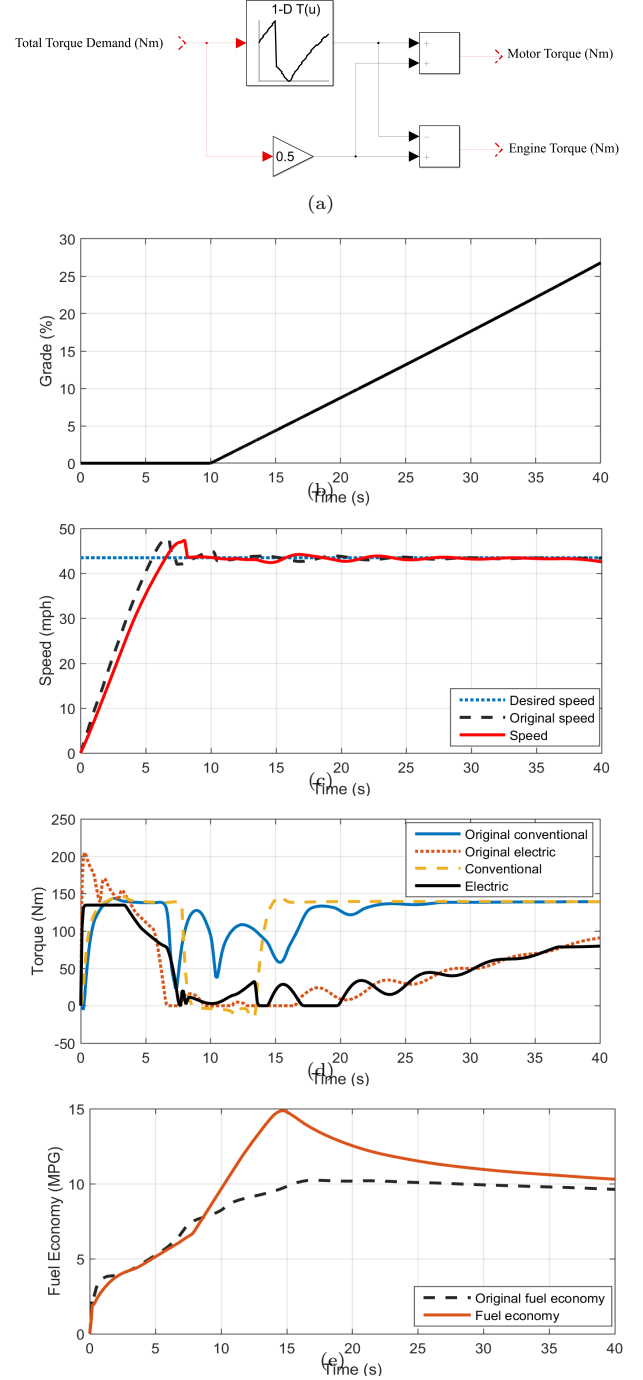 1-D T(u)
Total Torque Demand (Nm)
+
+
Motor Torque (Nm)
0.5
−
+
Engine Torque (Nm)
(a)
30
25
20
15
10
5
0
Grade (%)
0 5 10 15 20 25 30 35 40
Time (s)
(b)
50
40
30
20
10
0
Speed (mph)
Desired speed
Original speed
Speed
0 5 10 15 20 25 30 35 40
Time (s)
(c)
250
200
150
100
50
0
-50
Torque (Nm)
Original conventional
Original electric
Conventional
Electric
0 5 10 15 20 25 30 35 40
Time (s)
(d)
15
10
5
0
Fuel Economy (MPG)
Original fuel economy
Fuel economy
0 5 10 15 20 25 30 35 40
Time (s)
(e)